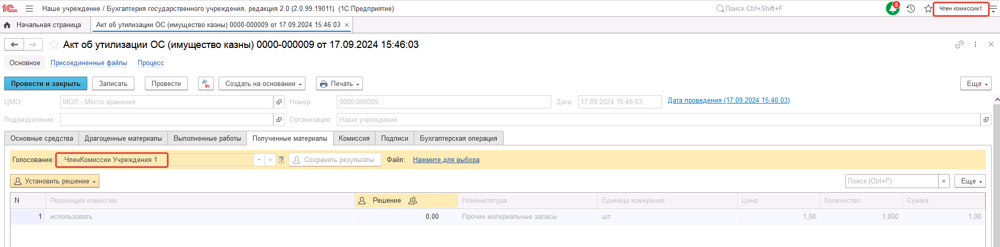 1С Наше учреждение / Бухгалтерия государственного учреждения, редакция 2.0 (2.0.99.19011) (1С:Предприятие) Поиск Ctrl+Shift+F 8 Член комиссии1
Начальная страница Акт об утилизации ОС (имущество казны) 0000-000009 от 17.09.2024 15:46:03 ×
Акт об утилизации ОС (имущество казны) 0000-000009 от 17.09.2024 15:46:03
Основное Присоединенные файлы Процесс
Провести и закрыть Записать Провести Дт Кт Создать на основании Печать Еще
ЦМО: МОЛ - Место хранения Номер: 0000-000009 Дата: 17.09.2024 15:46:03 Дата проведения (17.09.2024 15:46:03)
Подразделение: Организация: Наше учреждение
Основные средства Драгоценные материалы Выполненные работы Полученные материалы Комиссия Подписи Бухгалтерская операция
Голосование: ЧленКомиссии Учреждения 1 × ? Сохранить результаты Файл: Нажмите для выбора
Установить решение Поиск (Ctrl+F) × Еще
N Резолюция комиссии Решение Номенклатура Единица измерения Цена Количество Сумма
1 использовать 0,00 Прочие материальные запасы шт. 1,00 1,000 1,00